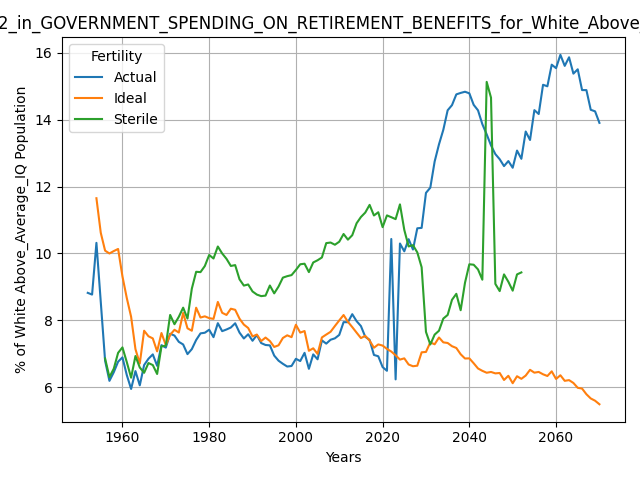 2_in_GOVERNMENT_SPENDING_ON_RETIREMENT_BENEFITS_for_White_Above_
Fertility
Actual
Ideal
Sterile
% of White Above_Average_IQ Population
16
14
12
10
8
6
1960
1980
2000
2020
2040
2060
Years